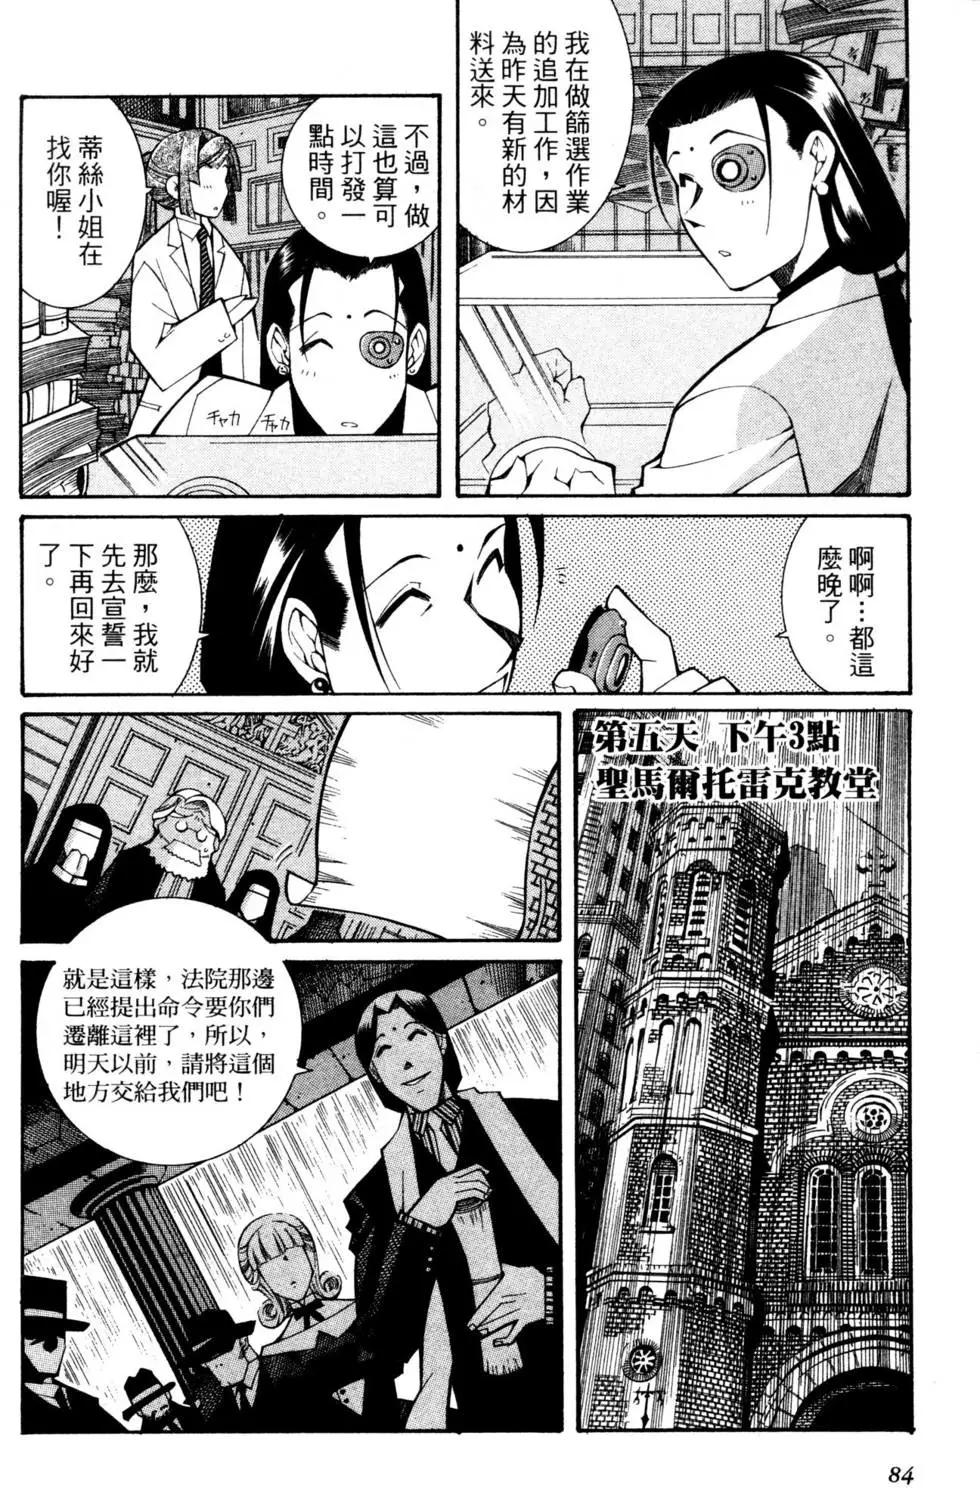 我在做篩選作業
的追加工作，因
為昨天有新的材
料送來。
不過，做
這也算可
以打發一
點時間。
蒂絲小姐在
找你喔！
チャカ
チャカ
啊啊…都這
麼晚了。
那麼，我就
先去宣誓一
下再回來好
了。
第五天 下午3點
聖馬爾托雷克教堂
就是這樣，法院那邊
已經提出命令要你們
遷離這裡了，所以，
明天以前，請將這個
地方交給我們吧！
84